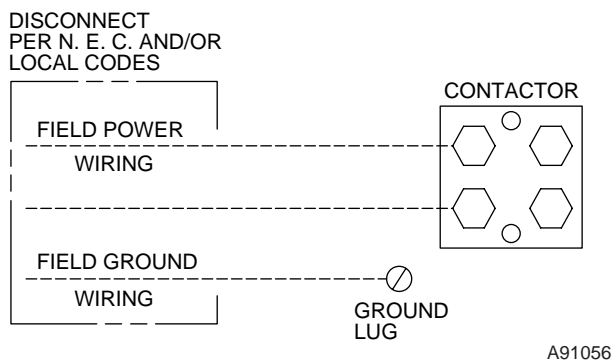 DISCONNECT
PER N. E. C. AND/OR
LOCAL CODES
CONTACTOR
FIELD POWER
WIRING
FIELD GROUND
WIRING
GROUND
LUG
A91056